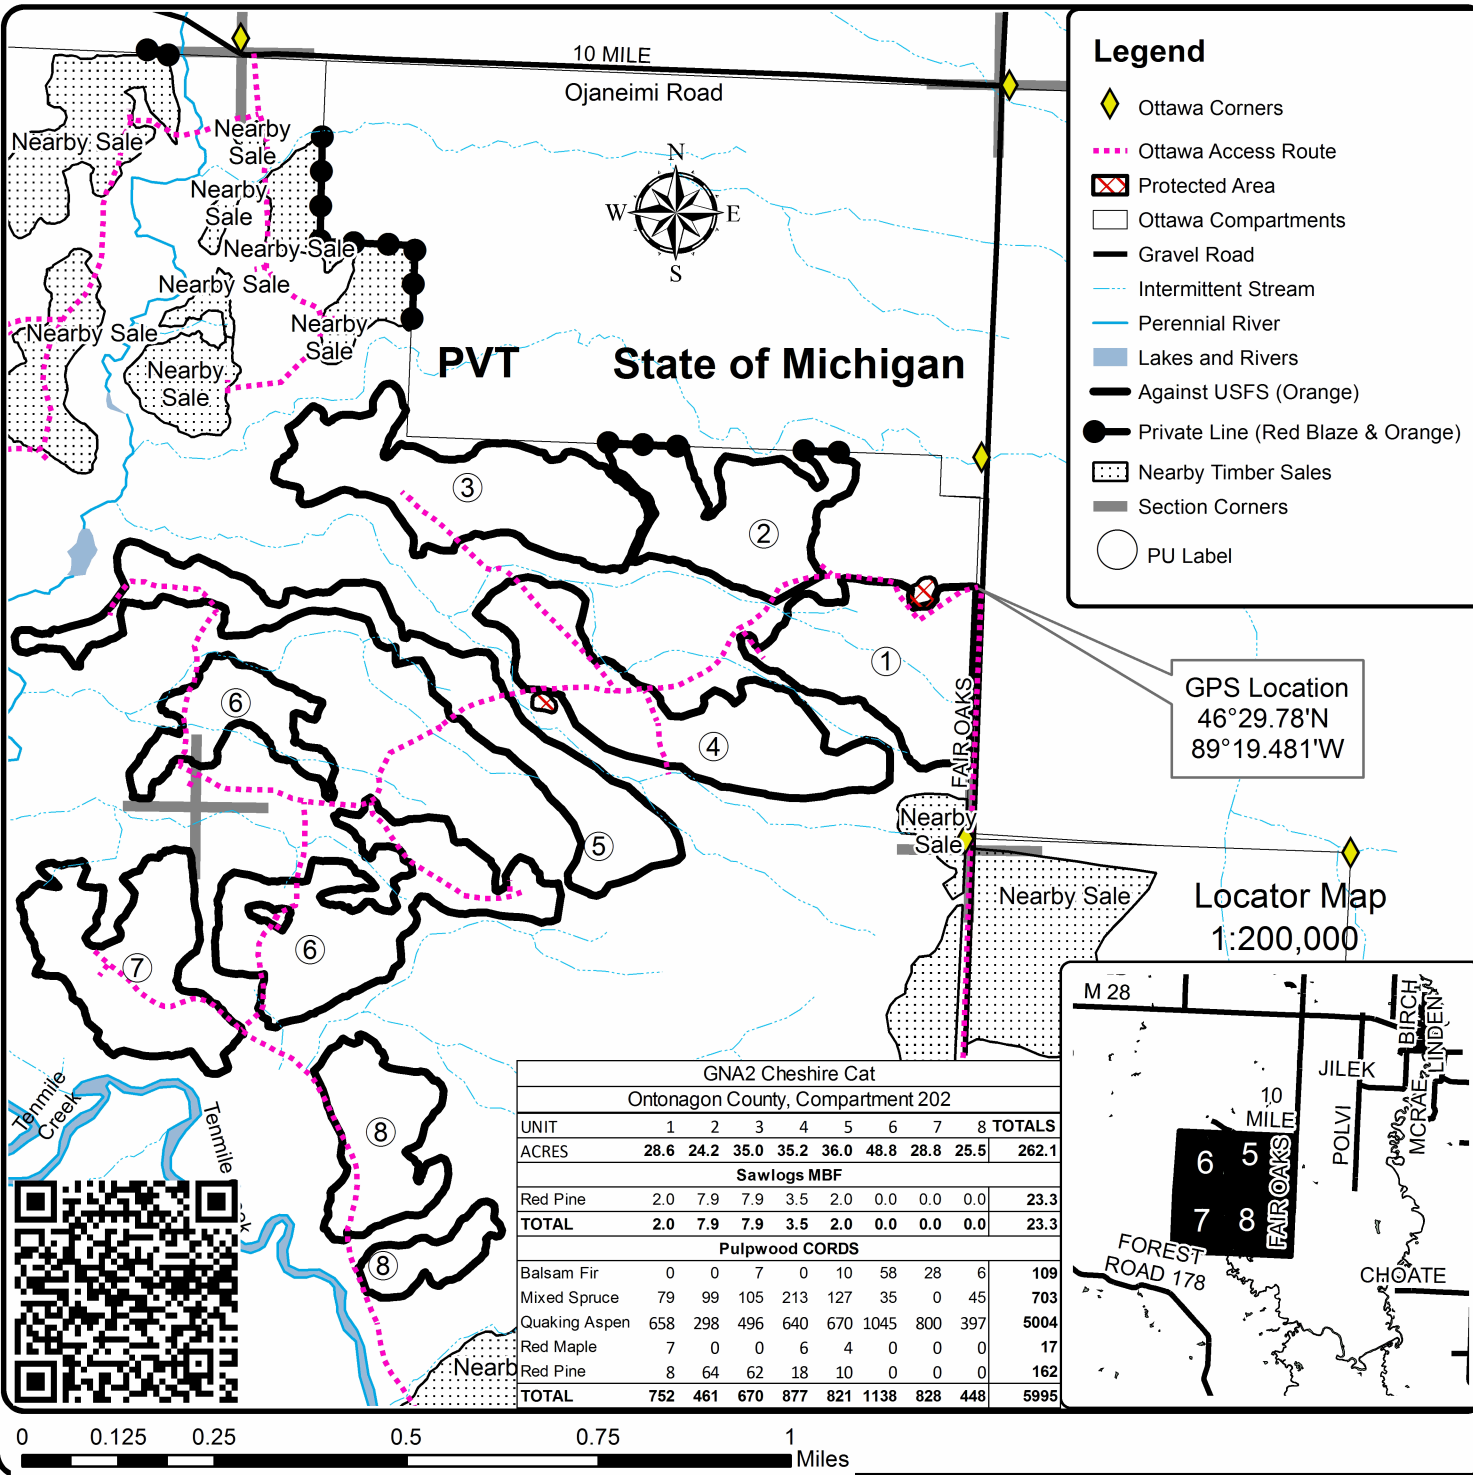 10 MILE
Ojaneimi Road
Nearby Sale
Nearby
Sale
Nearby
Sale
Nearby Sale
Nearby Sale
Nearby Sale
Nearby
Sale
Nearby
Sale
N
W
E
S
PVT
State of Michigan
Legend
Ottawa Corners
Ottawa Access Route
Protected Area
Ottawa Compartments
Gravel Road
Intermittent Stream
Perennial River
Lakes and Rivers
Against USFS (Orange)
Private Line (Red Blaze & Orange)
Nearby Timber Sales
Section Corners
PU Label
3
2
1
6
4
5
6
7
8
8
FAIR OAKS
GPS Location
46°29.78'N
89°19.481'W
Nearby
Sale
Nearby Sale
Locator Map
1:200,000
M 28
BIRCH
LINDEN
JILEK
10
MILE
MCRAE
POLVI
FAIR OAKS
6
5
7
8
FOREST
ROAD 178
CHOATE
Tenmile
Creek
Tenmile
Nearb
GNA2 Cheshire Cat
Ontonagon County, Compartment 202
UNIT 1 2 3 4 5 6 7 8 TOTALS
ACRES 28.6 24.2 35.0 35.2 36.0 48.8 28.8 25.5 262.1
Sawlogs MBF
Red Pine 2.0 7.9 7.9 3.5 2.0 0.0 0.0 0.0 23.3
TOTAL 2.0 7.9 7.9 3.5 2.0 0.0 0.0 0.0 23.3
Pulpwood CORDS
Balsam Fir 0 0 7 0 10 58 28 6 109
Mixed Spruce 79 99 105 213 127 35 0 45 703
Quaking Aspen 658 298 496 640 670 1045 800 397 5004
Red Maple 7 0 0 6 4 0 0 0 17
Red Pine 8 64 62 18 10 0 0 0 162
TOTAL 752 461 670 877 821 1138 828 448 5995
0 0.125 0.25 0.5 0.75 1
Miles